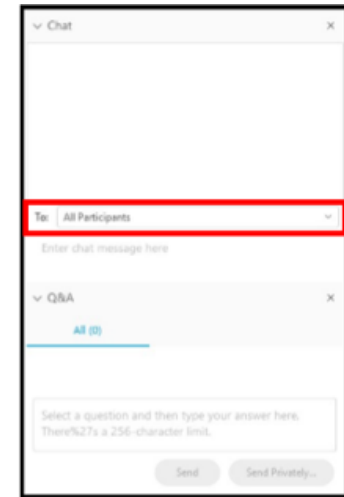 Chat
To: All Participants
Enter chat message here
Q&A
All (0)
Select a question and then type your answer here.
There%27s a 256-character limit.
Send Send Privately...